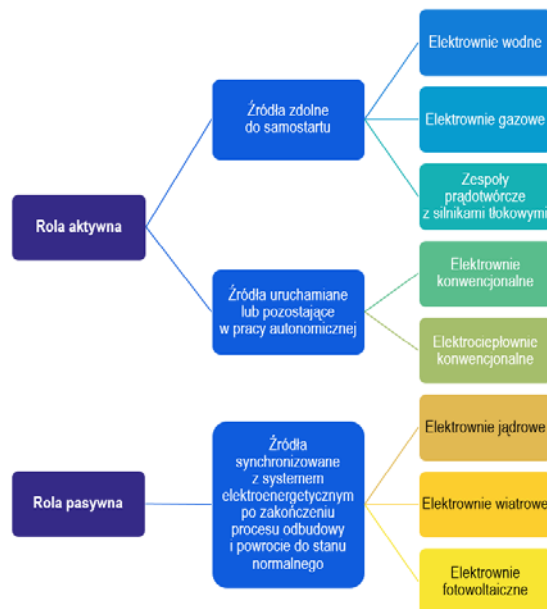 Rola aktywna
Źródła zdolne
do samostartu
Elektrownie wodne
Elektrownie gazowe
Zespoły
prądotwórcze
z silnikami tłokowymi
Źródła uruchamiane
lub pozostające
w pracy autonomicznej
Elektrownie
konwencjonalne
Elektrociepłownie
konwencjonalne
Rola pasywna
Źródła
synchronizowane
z systemem
elektroenergetycznym
po zakończeniu
procesu odbudowy
i powrocie do stanu
normalnego
Elektrownie jądrowe
Elektrownie wiatrowe
Elektrownie
fotowoltaiczne